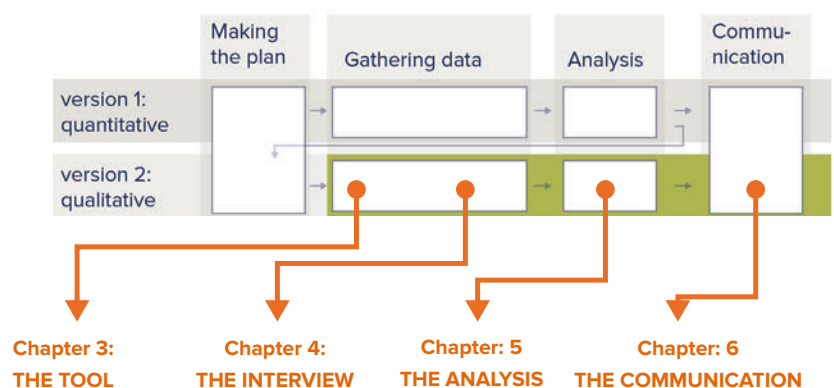 Making
the plan
Gathering data
Analysis
Commu-
nication
version 1:
quantitative
version 2:
qualitative
Chapter 3:
THE TOOL
Chapter 4:
THE INTERVIEW
Chapter: 5
THE ANALYSIS
Chapter: 6
THE COMMUNICATION